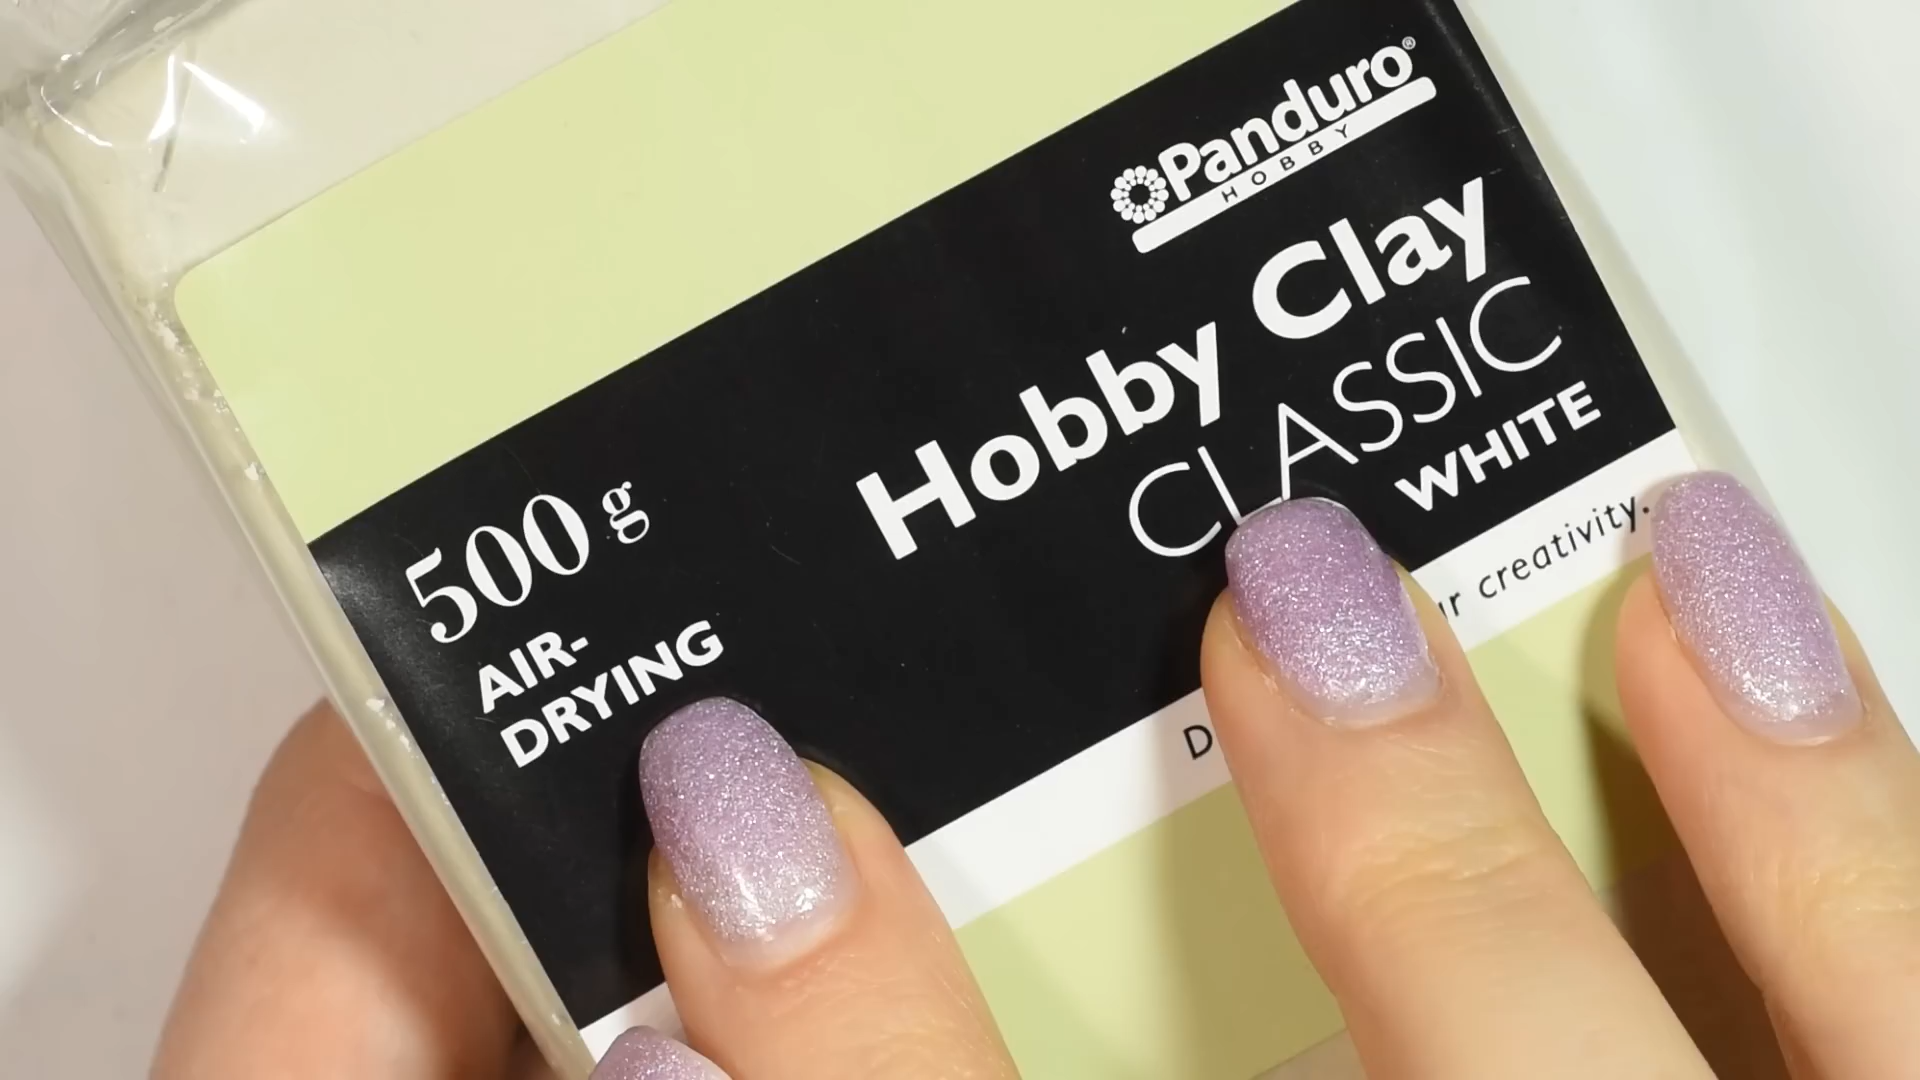 Panduro®
HOBBY
Hobby Clay
CLASSIC
WHITE
500 g
AIR-
DRYING
creativity.